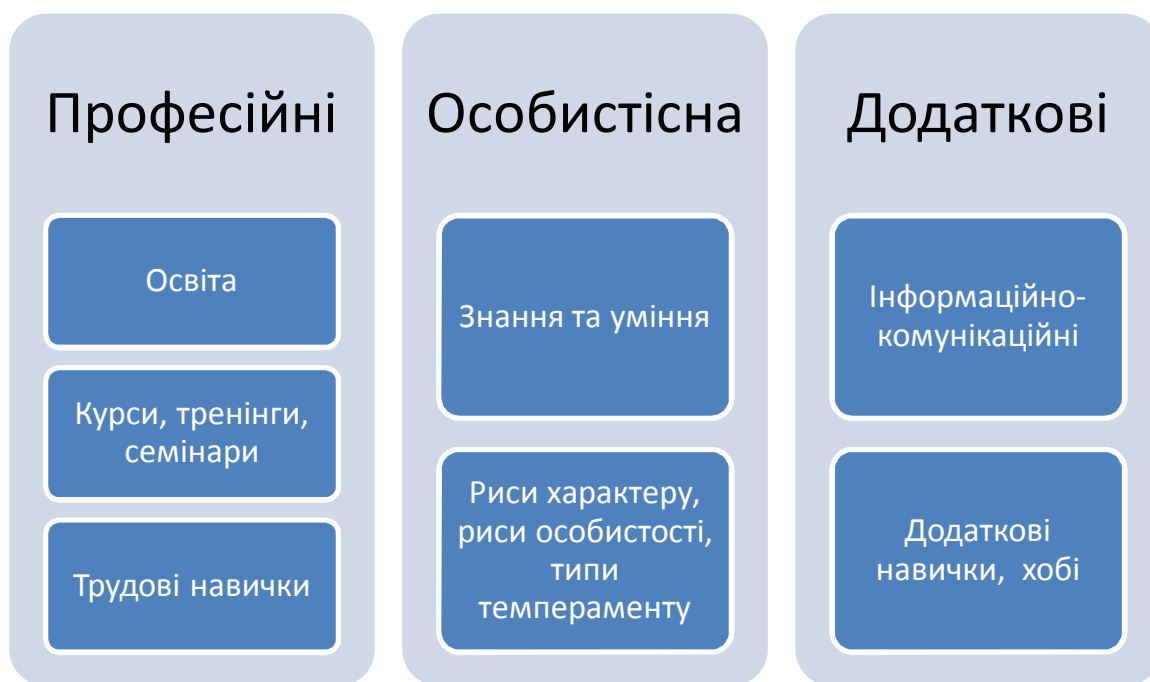 Професійні
Освіта
Курси, тренінги,
семінари
Трудові навички
Особистісна
Знання та уміння
Риси характеру,
риси особистості,
типи
темпераменту
Додаткові
Інформаційно-
комунікаційні
Додаткові
навички, хобі